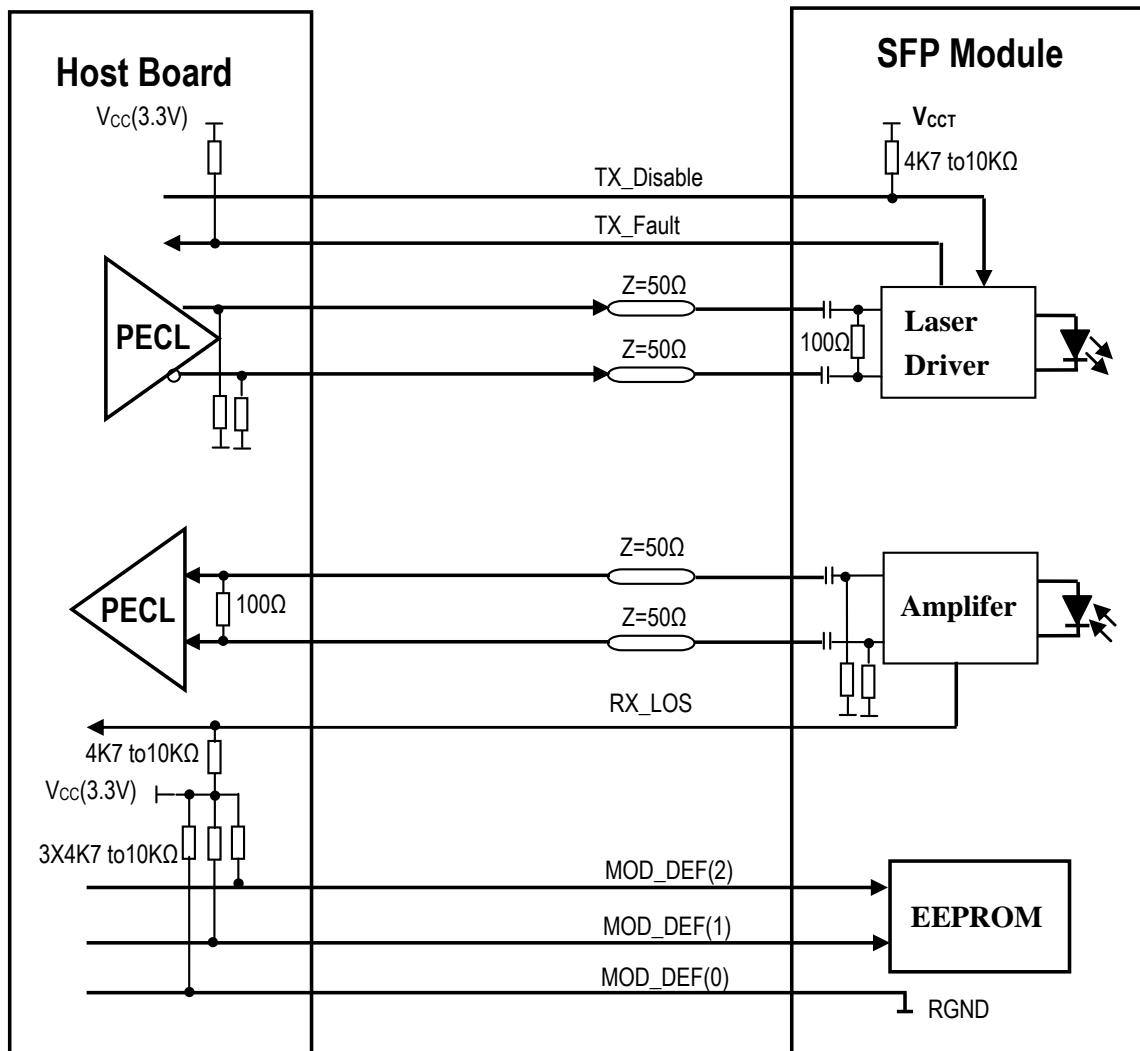 Host Board
SFP Module
VCC(3.3V)
VCCT
4K7 to10KΩ
TX_Disable
TX_Fault
Z=50Ω
PECL
100Ω
Laser
Driver
Z=50Ω
Z=50Ω
PECL
100Ω
Amplifer
Z=50Ω
RX_LOS
4K7 to10KΩ
VCC(3.3V)
3X4K7 to10KΩ
MOD_DEF(2)
EEPROM
MOD_DEF(1)
MOD_DEF(0)
RGND